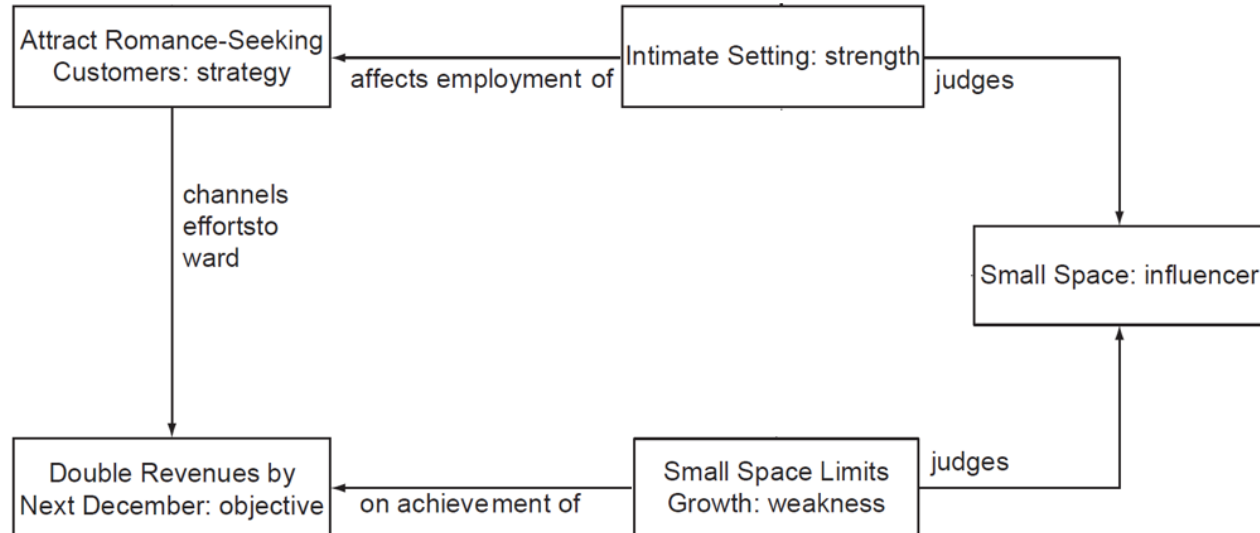 Attract Romance-Seeking
Customers: strategy
affects employment of
Intimate Setting: strength
judges
channels
effortsto
ward
Small Space: influencer
Double Revenues by
Next December: objective
on achievement of
Small Space Limits
Growth: weakness
judges